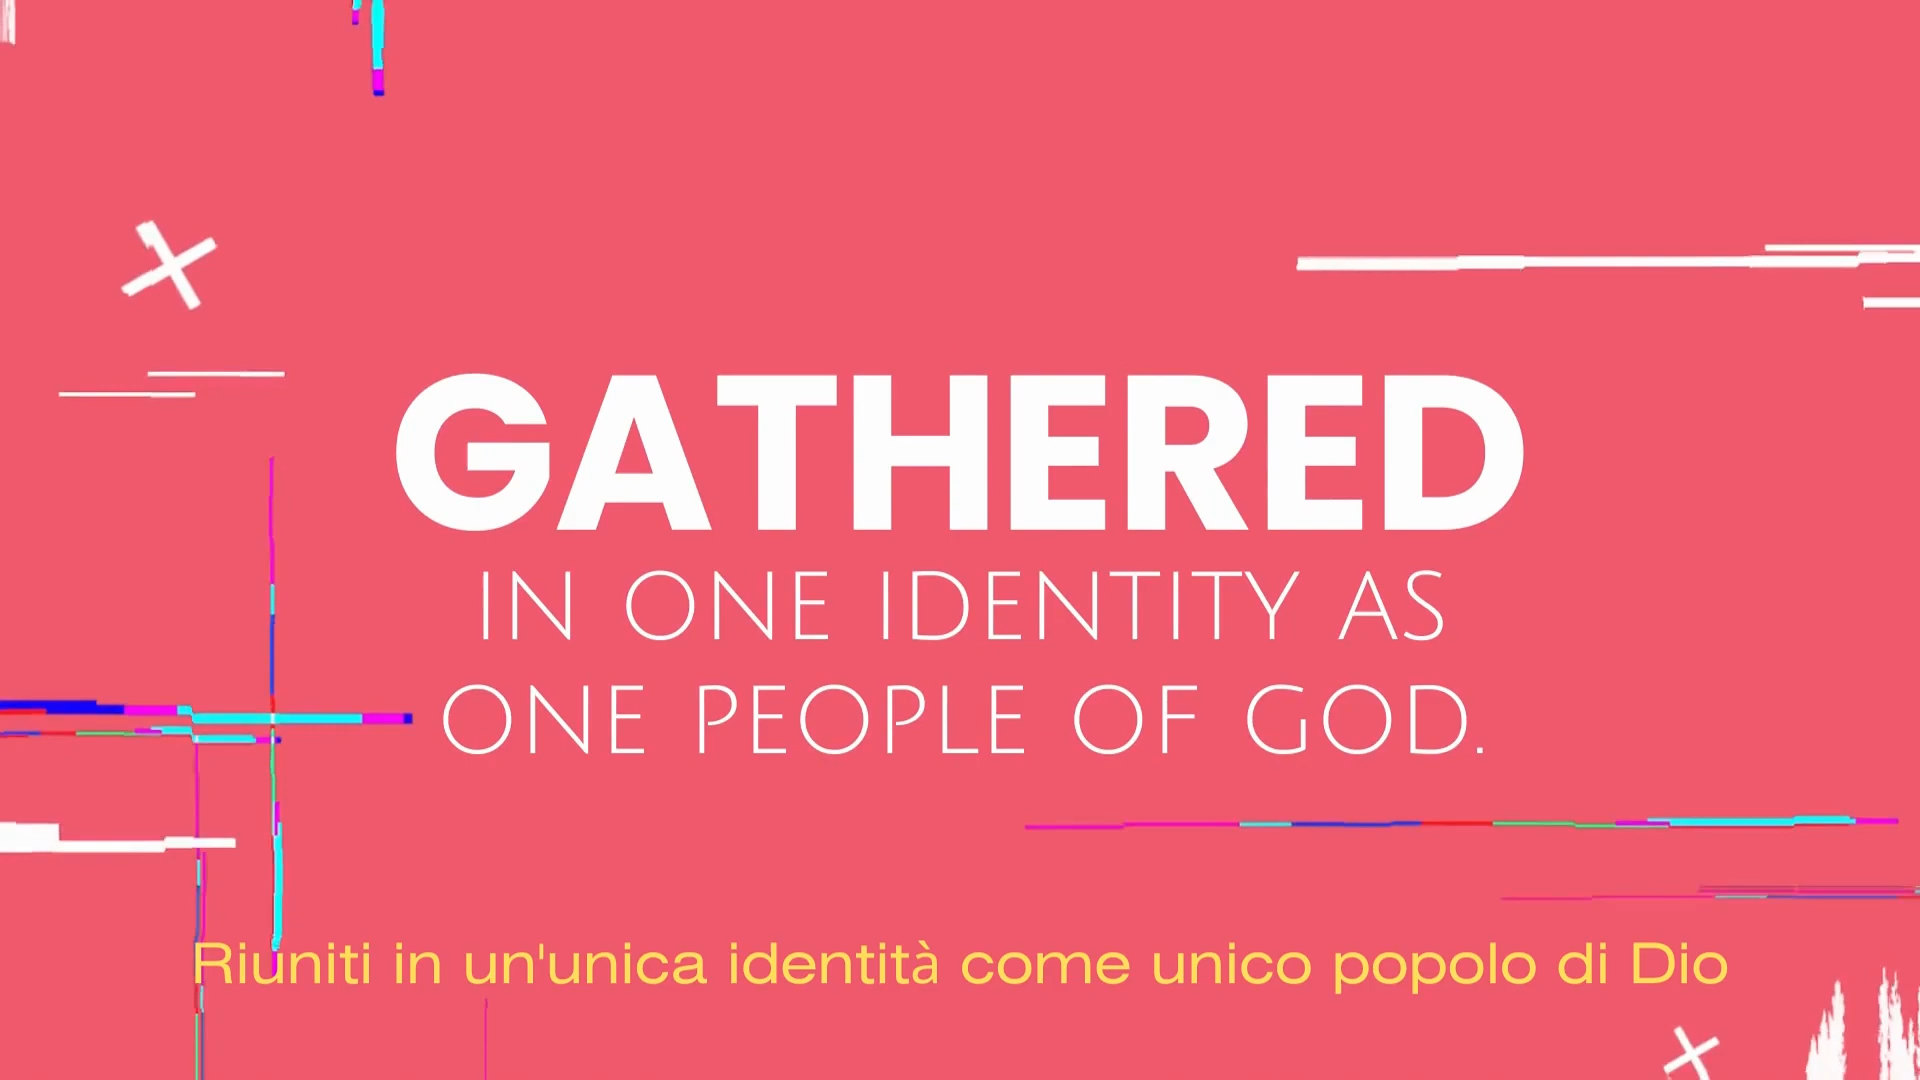 GATHERED
IN ONE IDENTITY AS
ONE PEOPLE OF GOD.
Riuniti in un'unica identità come unico popolo di Dio